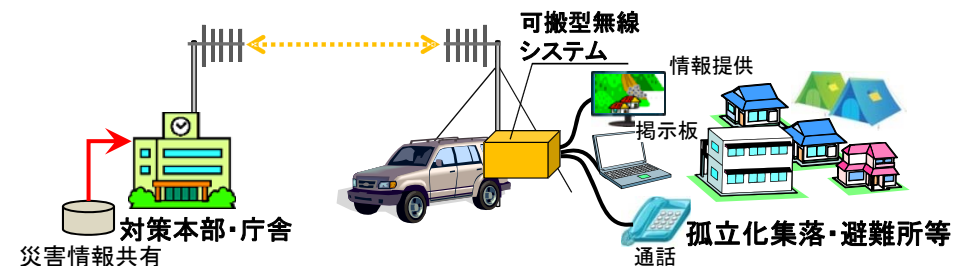 可搬型無線
システム
情報提供
掲示板
対策本部・庁舎
災害情報共有
通話
孤立化集落・避難所等